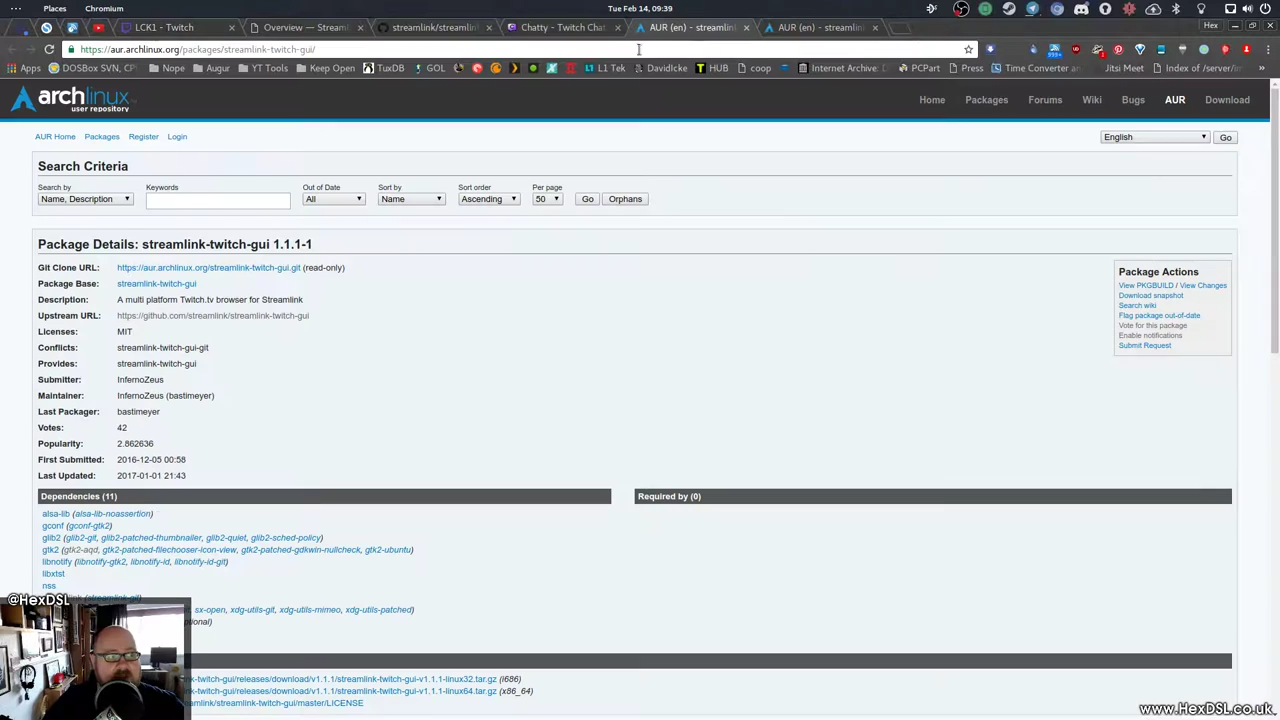 Places Chromium Tue Feb 14, 09:39 Hex
LCK1 - Twitch Overview — Streamlink streamlink/streamlink Chatty - Twitch Chat AUR (en) - streamlink AUR (en) - streamlink
https://aur.archlinux.org/packages/streamlink-twitch-gui/
Apps DOSBox SVN, Nope Augur YT Tools Keep Open TuxDB GOL L1 Tek DavidIcke HUB coop Internet Archive: PCPart Press Time Converter Jitsi Meet Index of /server/
archlinux
user repository
Home Packages Forums Wiki Bugs AUR Download
AUR Home Packages Register Login
English Go
Search Criteria
Search by Keywords Out of Date Sort by Sort order Per page
Name, Description All Name Ascending 50 Go Orphans
Package Details: streamlink-twitch-gui 1.1.1-1
Git Clone URL: https://aur.archlinux.org/streamlink-twitch-gui.git (read-only)
Package Base: streamlink-twitch-gui
Description: A multi platform Twitch.tv browser for Streamlink
Upstream URL: https://github.com/streamlink/streamlink-twitch-gui
Licenses: MIT
Conflicts: streamlink-twitch-gui-git
Provides: streamlink-twitch-gui
Submitter: InfernoZeus
Maintainer: InfernoZeus (bastimeyer)
Last Packager: bastimeyer
Votes: 42
Popularity: 2.862636
First Submitted: 2016-12-05 00:58
Last Updated: 2017-01-01 21:43
Package Actions
View PKGBUILD / View Changes
Download snapshot
Search wiki
Flag package out-of-date
Vote for this package
Enable notifications
Submit Request
Dependencies (11) Required by (0)
alsa-lib (alsa-lib-noassertion)
gconf (gconf-gtk2)
glib2 (glib2-git, glib2-patched-thumbnailer, glib2-quiet, glib2-sched-policy)
gtk2 (gtk2-aqd, gtk2-patched-filechooser-icon-view, gtk2-patched-gdkwin-nullcheck, gtk2-ubuntu)
libnotify (libnotify-gtk2, libnotify-id, libnotify-id-git)
libxtst
nss
(streamlink-git)
@HexDSL
sx-open, xdg-utils-git, xdg-utils-mimeo, xdg-utils-patched)
k-twitch-gui/releases/download/v1.1.1/streamlink-twitch-gui-v1.1.1-linux32.tar.gz (i686)
k-twitch-gui/releases/download/v1.1.1/streamlink-twitch-gui-v1.1.1-linux64.tar.gz (x86_64)
/streamlink-twitch-gui/master/LICENSE
www.HexDSL.co.uk